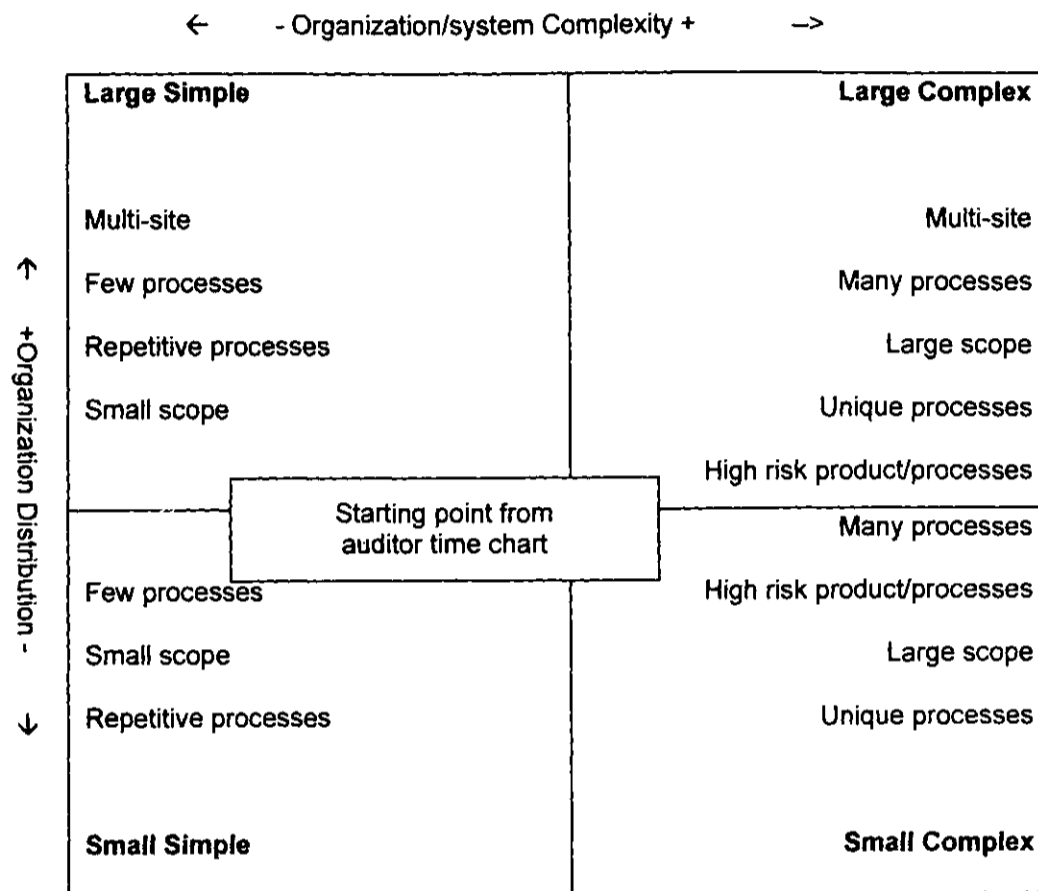 ← - Organization/system Complexity + –>
Large Simple
Large Complex
Multi-site
Multi-site
Few processes
Many processes
Repetitive processes
Large scope
Small scope
Unique processes
High risk product/processes
← +Organization Distribution - →
Starting point from
auditor time chart
Many processes
Few processes
High risk product/processes
Small scope
Large scope
Repetitive processes
Unique processes
Small Simple
Small Complex